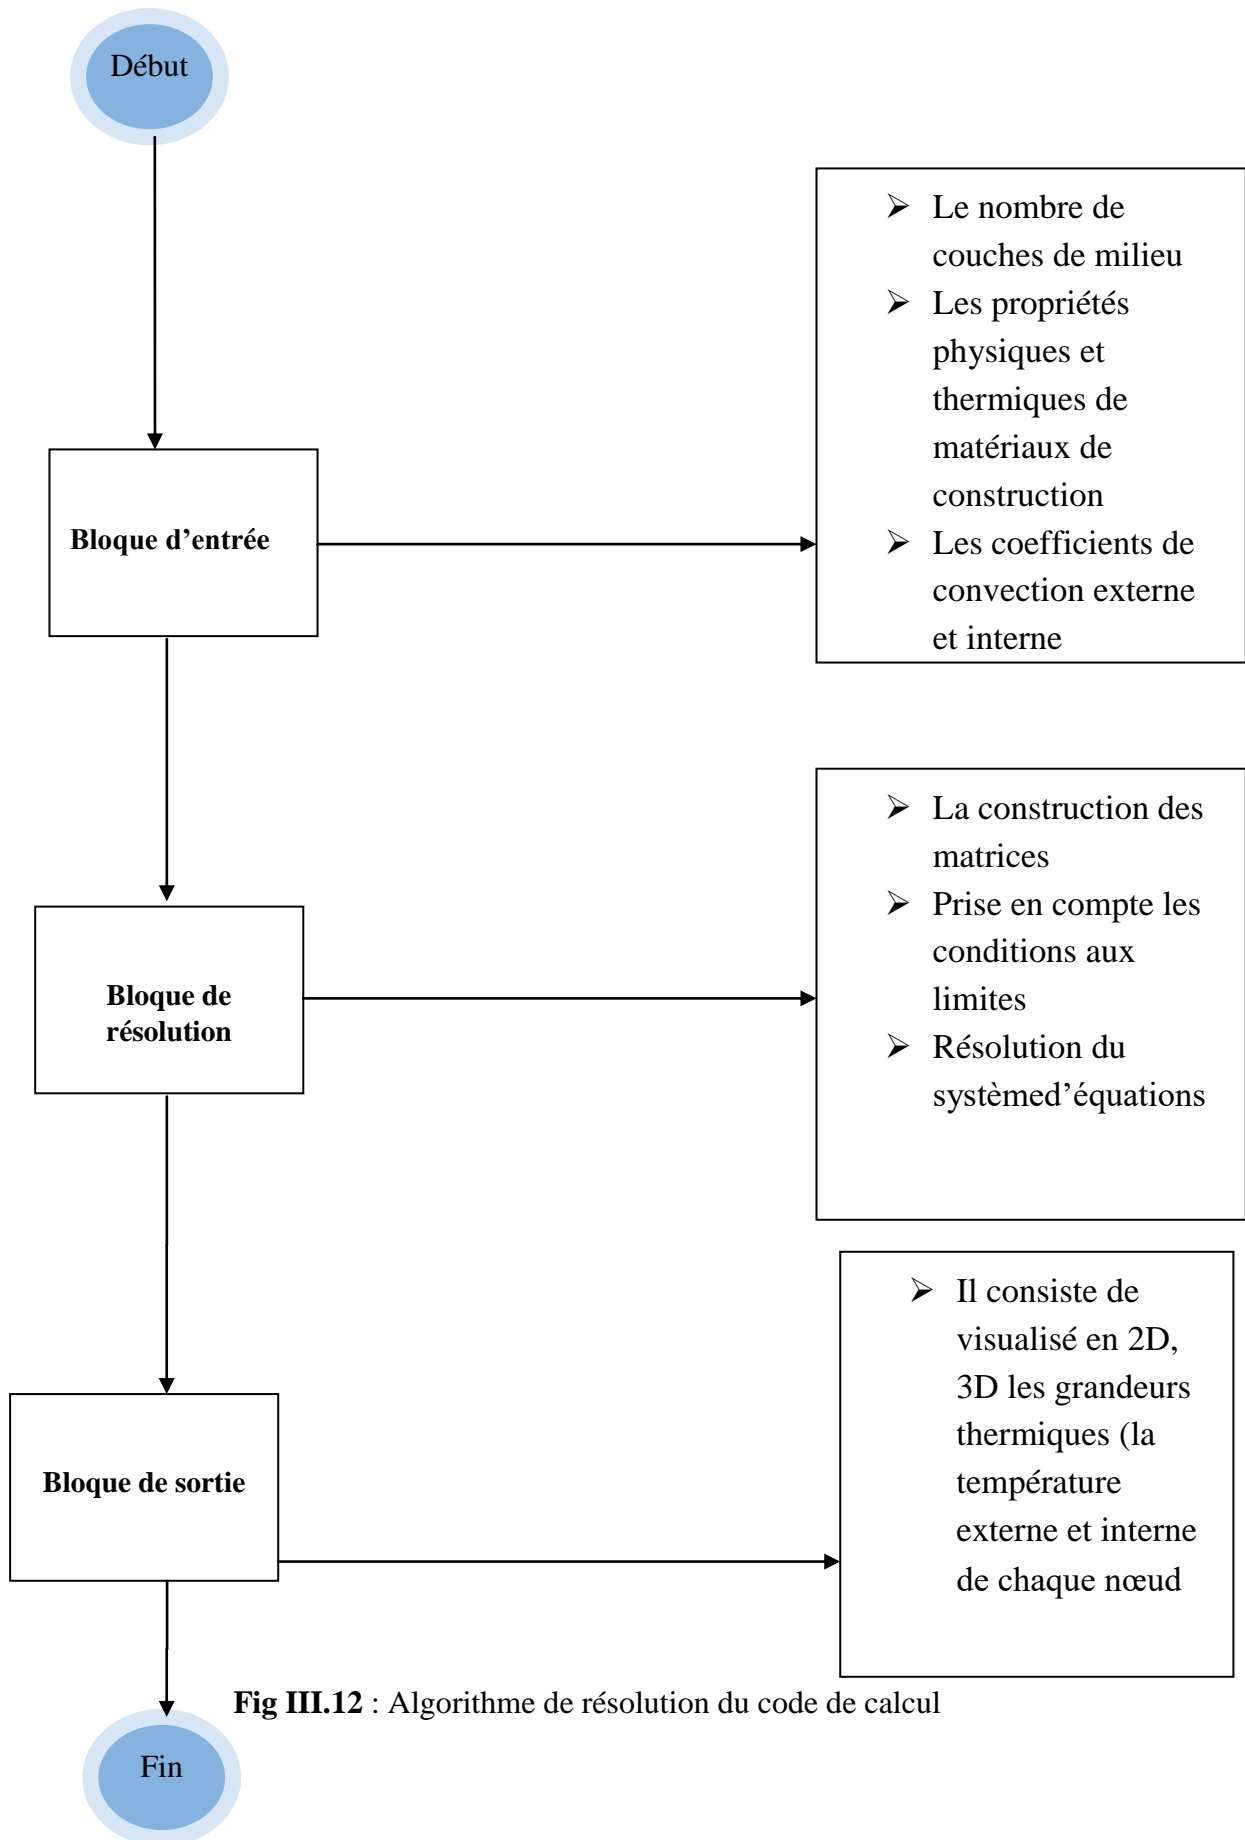 Début
➢ Le nombre de
couches de milieu
➢ Les propriétés
physiques et
thermiques de
matériaux de
construction
➢ Les coefficients de
convection externe
et interne
Bloque d’entrée
➢ La construction des
matrices
➢ Prise en compte les
conditions aux
limites
➢ Résolution du
systèmed’équations
Bloque de
résolution
➢ Il consiste de
visualisé en 2D,
3D les grandeurs
thermiques (la
température
externe et interne
de chaque nœud
Bloque de sortie
Fig III.12 : Algorithme de résolution du code de calcul
Fin